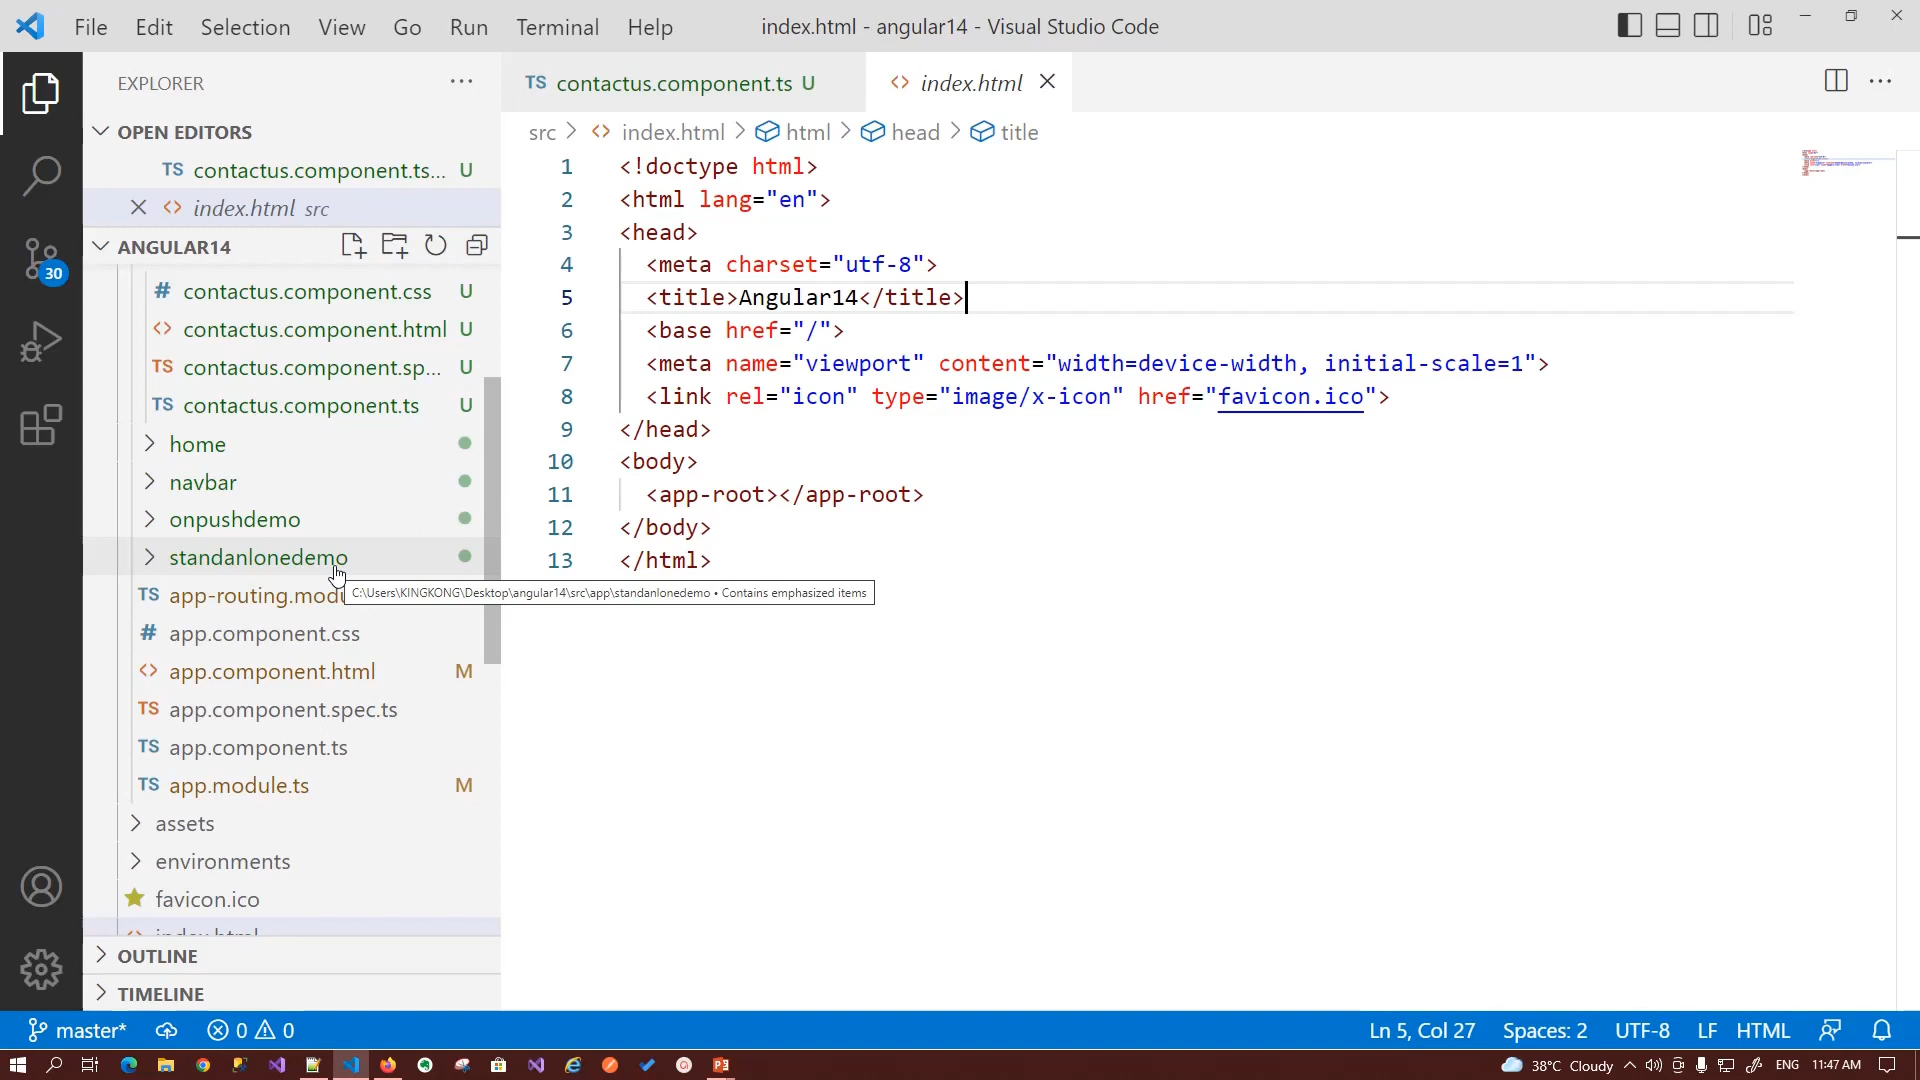 File Edit Selection View Go Run Terminal Help index.html - angular14 - Visual Studio Code
EXPLORER
OPEN EDITORS
TS contactus.component.ts... U
<> index.html src
ANGULAR14
# contactus.component.css U
<> contactus.component.html U
TS contactus.component.sp... U
TS contactus.component.ts U
home
navbar
onpushdemo
standanlonedemo
TS app-routing.modu
C:\Users\KINGKONG\Desktop\angular14\src\app\standanlonedemo • Contains emphasized items
# app.component.css
<> app.component.html M
TS app.component.spec.ts
TS app.component.ts
TS app.module.ts M
assets
environments
favicon.ico
index.html
OUTLINE
TIMELINE
30
TS contactus.component.ts U
<> index.html
src > <> index.html > html > head > title
1 <!doctype html>
2 <html lang="en">
3 <head>
4 <meta charset="utf-8">
5 <title>Angular14</title>
6 <base href="/">
7 <meta name="viewport" content="width=device-width, initial-scale=1">
8 <link rel="icon" type="image/x-icon" href="favicon.ico">
9 </head>
10 <body>
11 <app-root></app-root>
12 </body>
13 </html>
master* 0 0 Ln 5, Col 27 Spaces: 2 UTF-8 LF HTML
38°C Cloudy ENG 11:47 AM